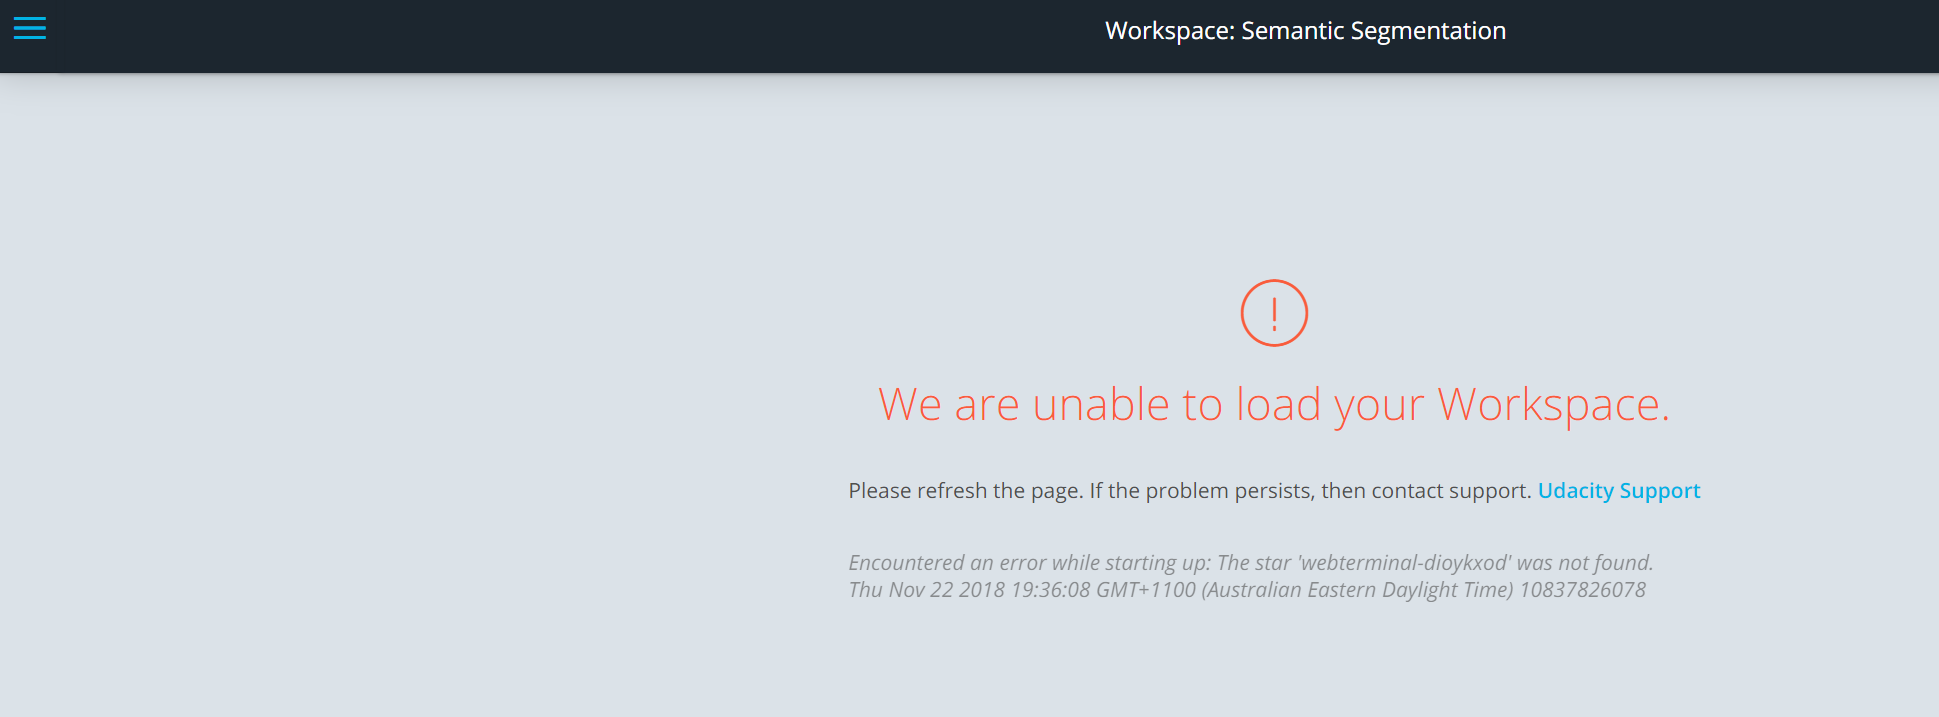 Workspace: Semantic Segmentation
We are unable to load your Workspace.
Please refresh the page. If the problem persists, then contact support. Udacity Support
Encountered an error while starting up: The star 'webterminal-dioykxod' was not found.
Thu Nov 22 2018 19:36:08 GMT+1100 (Australian Eastern Daylight Time) 10837826078